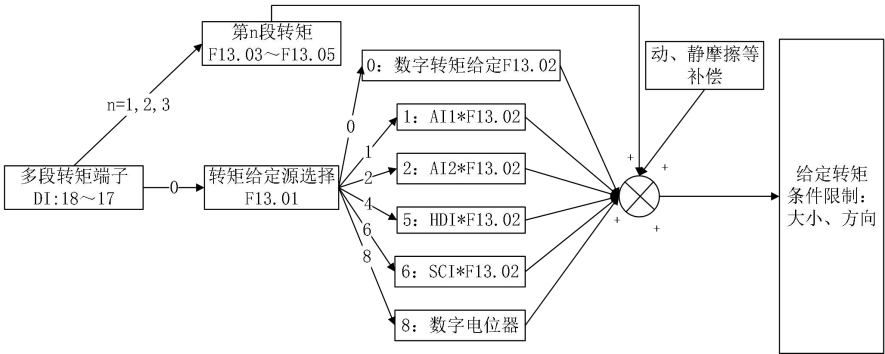 第n段转矩
F13.03～F13.05
n=1,2,3
多段转矩端子
DI:18～17
0
转矩给定源选择
F13.01
0
1
2
4
6
8
0: 数字转矩给定F13.02
1: AI1*F13.02
2: AI2*F13.02
5: HDI*F13.02
6: SCI*F13.02
8: 数字电位器
动、静摩擦等
补偿
+
+
+
+
给定转矩
条件限制:
大小、方向